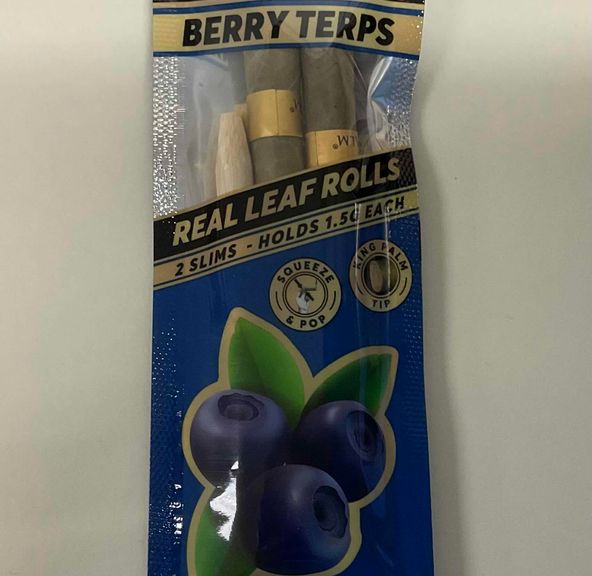 BERRY TERPS
REAL LEAF ROLLS
2 SLIMS - HOLDS 1.5G EACH
SQUEEZE
& POP
KING PALM
TIP